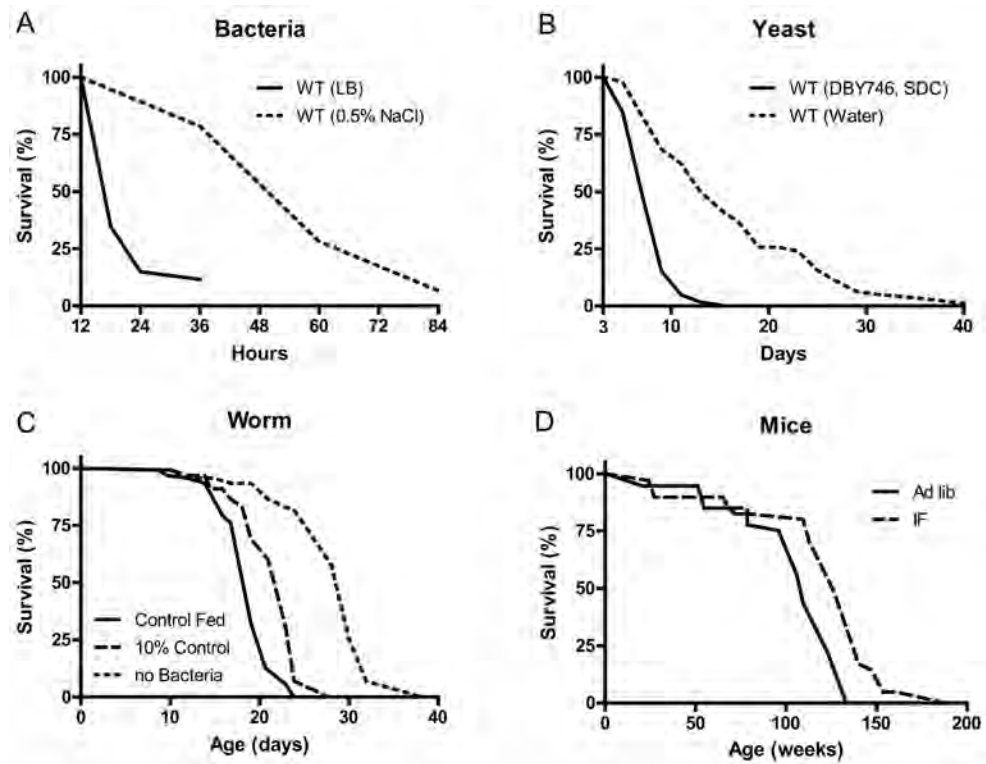 A
Bacteria
Survival (%)
100
75
50
25
0
WT (LB)
WT (0.5% NaCl)
12 24 36 48 60 72 84
Hours
B
Yeast
Survival (%)
100
75
50
25
0
WT (DBY746, SDC)
WT (Water)
3 10 20 30 40
Days
C
Worm
Survival (%)
100
75
50
25
0
Control Fed
10% Control
no Bacteria
0 10 20 30 40
Age (days)
D
Mice
Survival (%)
100
75
50
25
0
Ad lib
IF
0 50 100 150 200
Age (weeks)